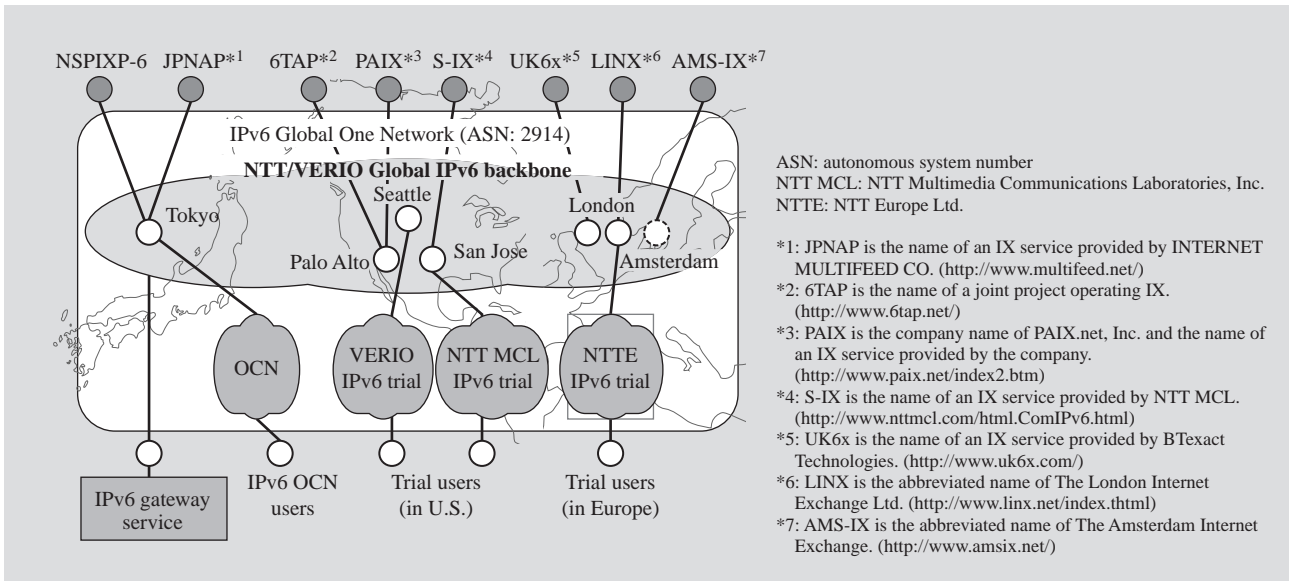 NSPIXP-6 JPNAP*1 6TAP*2 PAIX*3 S-IX*4 UK6x*5 LINX*6 AMS-IX*7
IPv6 Global One Network (ASN: 2914)
NTT/VERIO Global IPv6 backbone
Seattle
Tokyo
London
Palo Alto
San Jose
Amsterdam
OCN
VERIO
IPv6 trial
NTT MCL
IPv6 trial
NTTE
IPv6 trial
IPv6 gateway
service
IPv6 OCN
users
Trial users
(in U.S.)
Trial users
(in Europe)
ASN: autonomous system number
NTT MCL: NTT Multimedia Communications Laboratories, Inc.
NTTE: NTT Europe Ltd.
*1: JPNAP is the name of an IX service provided by INTERNET
MULTIFEED CO. (http://www.multifeed.net/)
*2: 6TAP is the name of a joint project operating IX.
(http://www.6tap.net/)
*3: PAIX is the company name of PAIX.net, Inc. and the name of
an IX service provided by the company.
(http://www.paix.net/index2.btm)
*4: S-IX is the name of an IX service provided by NTT MCL.
(http://www.nttmcl.com/html.ComIPv6.html)
*5: UK6x is the name of an IX service provided by BTexact
Technologies. (http://www.uk6x.com/)
*6: LINX is the abbreviated name of The London Internet
Exchange Ltd. (http://www.linx.net/index.thtml)
*7: AMS-IX is the abbreviated name of The Amsterdam Internet
Exchange. (http://www.amsix.net/)